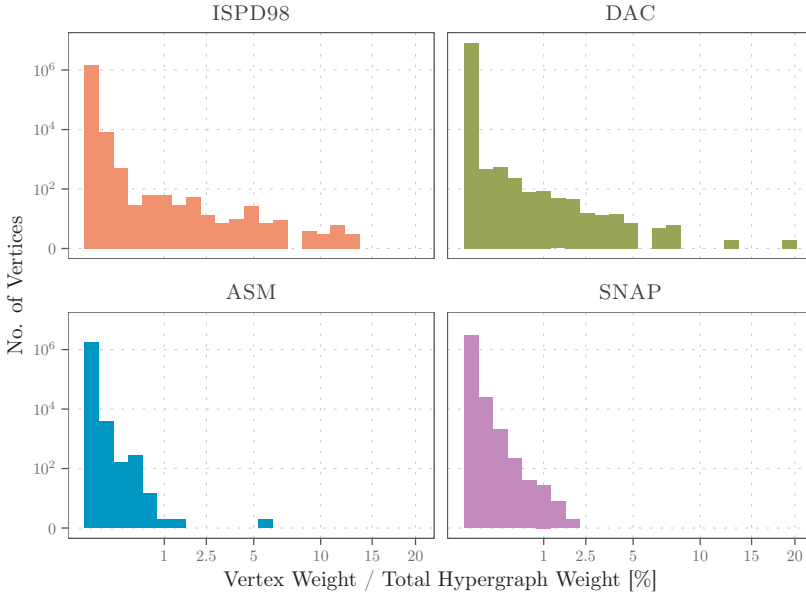 ISPD98 DAC
10^6
10^4
10^2
0
ASM SNAP
10^6
10^4
10^2
0
1 2.5 5 10 15 20 1 2.5 5 10 15 20
No. of Vertices
Vertex Weight / Total Hypergraph Weight [%]